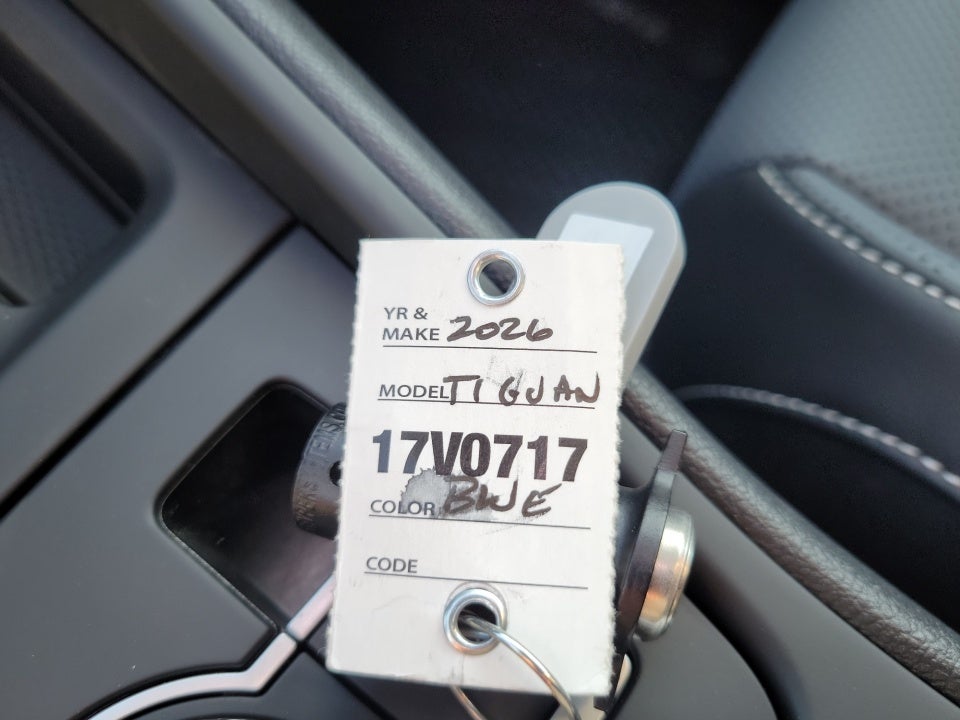 YR &
MAKE 2026
MODEL TIGUAN
17V0717
COLOR BLUE
CODE